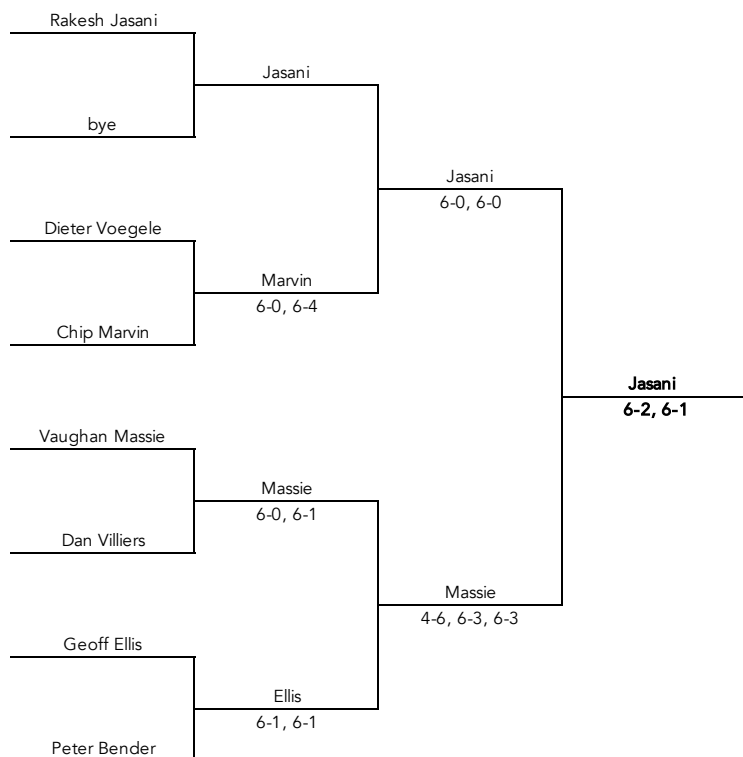 Rakesh Jasani
Jasani
bye
Jasani
6-0, 6-0
Dieter Voegele
Marvin
6-0, 6-4
Chip Marvin
Jasani
6-2, 6-1
Vaughan Massie
Massie
6-0, 6-1
Dan Villiers
Massie
4-6, 6-3, 6-3
Geoff Ellis
Ellis
6-1, 6-1
Peter Bender